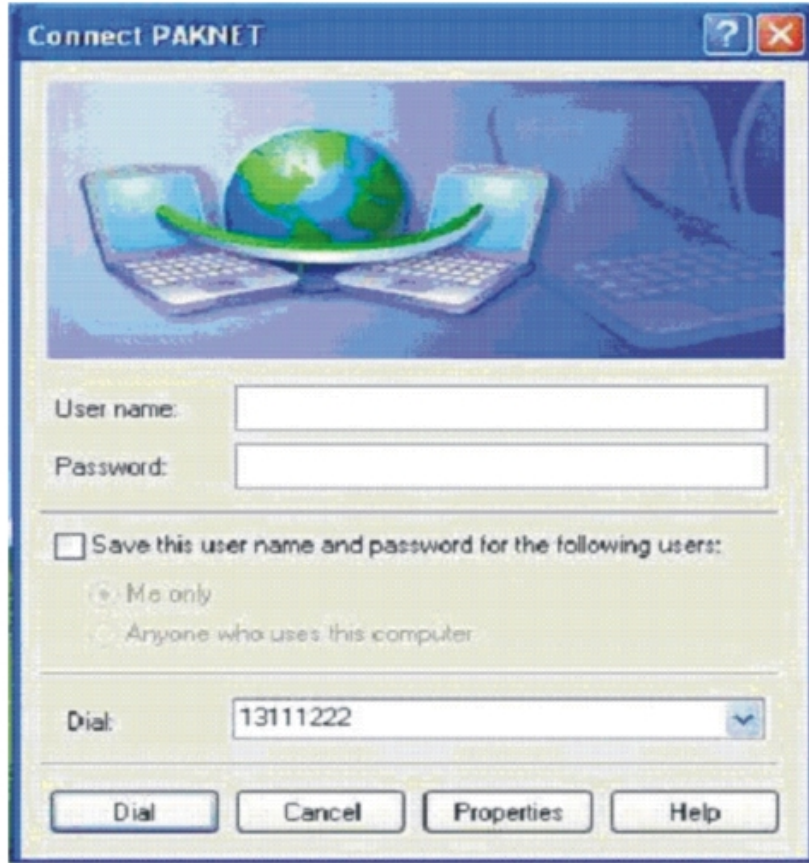 Connect PAKNET
User name:
Password:
Save this user name and password for the following users:
Me only
Anyone who uses this computer
Dial: 13111222
Dial Cancel Properties Help